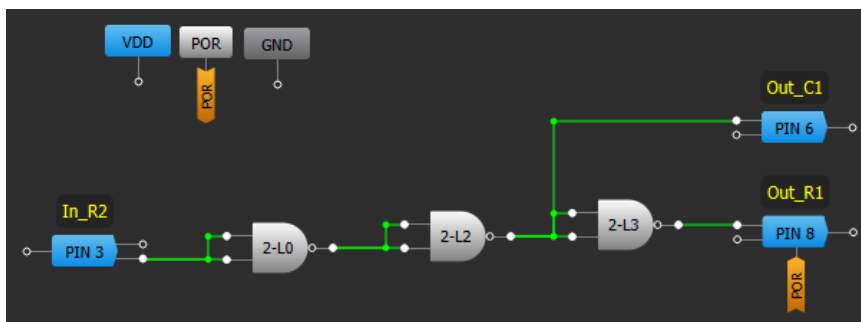 VDD
POR
GND
POR
Out_C1
PIN 6
In_R2
PIN 3
2-L0
2-L2
2-L3
Out_R1
PIN 8
POR